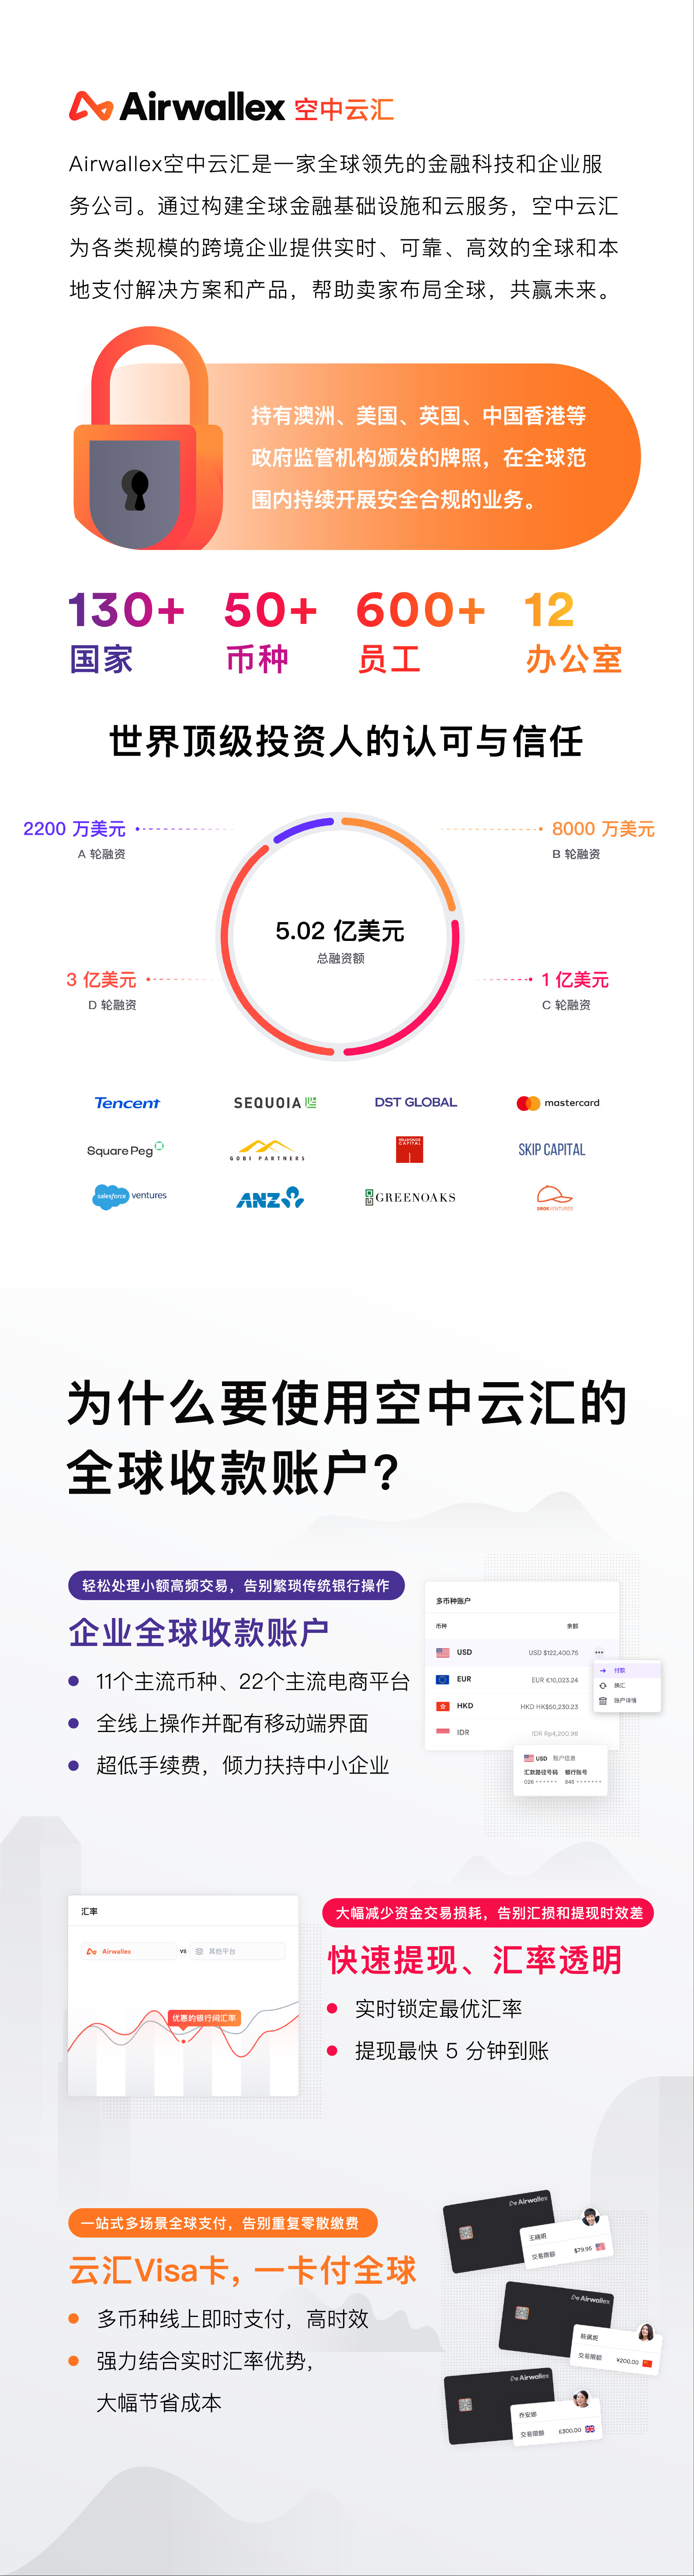 Airwallex 空中云汇
Airwallex空中云汇是一家全球领先的金融科技和企业服
务公司。通过构建全球金融基础设施和云服务，空中云汇
为各类规模的跨境企业提供实时、可靠、高效的全球和本
地支付解决方案和产品，帮助卖家布局全球，共赢未来。
持有澳洲、美国、英国、中国香港等
政府监管机构颁发的牌照，在全球范
围内持续开展安全合规的业务。
130+ 50+ 600+ 12
国家 币种 员工 办公室
世界顶级投资人的认可与信任
2200 万美元
A 轮融资
8000 万美元
B 轮融资
5.02 亿美元
总融资额
3 亿美元
D 轮融资
1 亿美元
C 轮融资
Tencent SEQUOIA DST GLOBAL mastercard
Square Peg GOBI PARTNERS HILLHOUSE CAPITAL SKIP CAPITAL
salesforce ventures ANZ GREENOAKS GROKVENTURES
为什么要使用空中云汇的
全球收款账户？
轻松处理小额高频交易，告别繁琐传统银行操作
企业全球收款账户
11个主流币种、22个主流电商平台
全线上操作并配有移动端界面
超低手续费，倾力扶持中小企业
多币种账户
币种 余额
USD USD $122,400.75
EUR EUR €10,023.24
HKD HKD HK$50,230.23
IDR IDR Rp4,200.98
付款
换汇
账户详情
USD 账户信息
汇款路径号码 银行账号
026 •••••• 846 •••••••
汇率
Airwallex vs 其他平台
优惠的银行间汇率
大幅减少资金交易损耗，告别汇损和提现时效差
快速提现、汇率透明
实时锁定最优汇率
提现最快 5 分钟到账
一站式多场景全球支付，告别重复零散缴费
云汇Visa卡，一卡付全球
多币种线上即时支付，高时效
强力结合实时汇率优势，
大幅节省成本
Airwallex
交易限额 $79.95
Airwallex
交易限额 ¥200.00
Airwallex
乔安娜
交易限额 £300.00